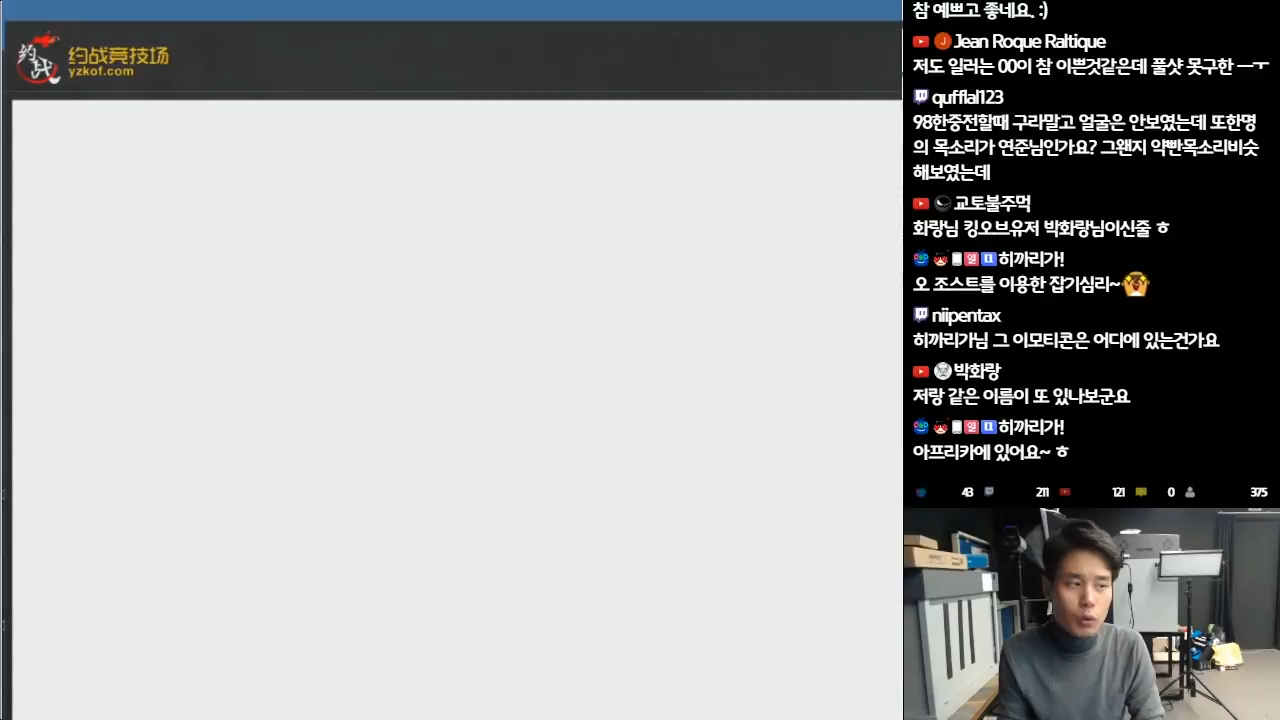 约战竞技场
yzkof.com
참 예쁘고 좋네요. :)
J Jean Roque Raltique
저도 일러는 00이 참 이쁜것같은데 풀샷 못구한 ㅡㅜ
qufflal123
98한중전할때 구라말고 얼굴은 안보였는데 또한명
의 목소리가 연준님인가요? 그왠지 약빤목소리비슷
해보였는데
교토불주먹
화랑님 킹오브유저 박화랑님이신줄 ㅎ
열 히까리가!
오 조스트를 이용한 잡기심리~
niipentax
히까리가님 그 이모티콘은 어디에 있는건가요
박화랑
저랑 같은 이름이 또 있나보군요
열 히까리가!
아프리카에 있어요~ ㅎ
43 211 121 0 375